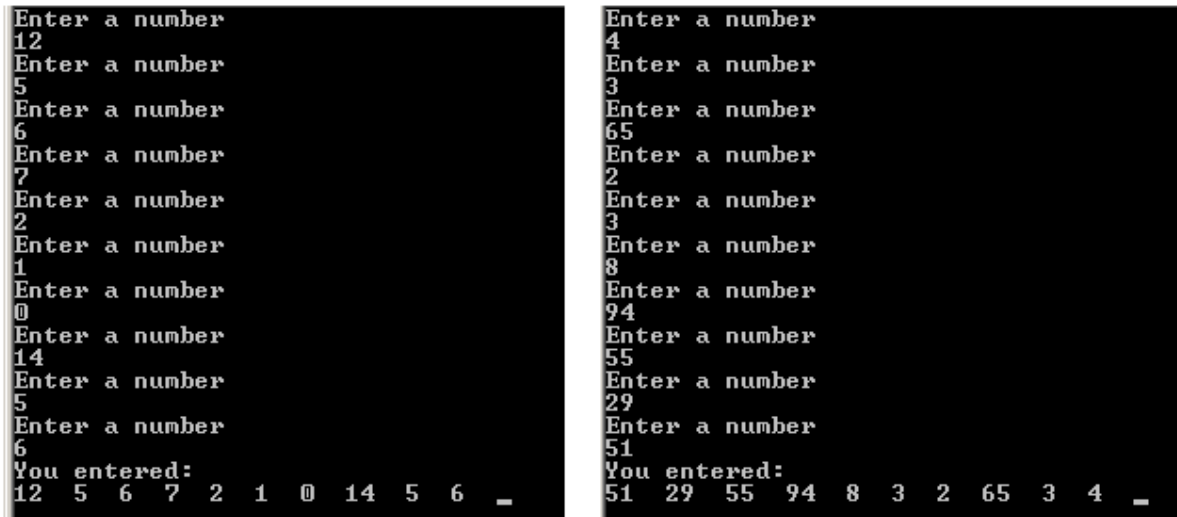 Enter a number
12
Enter a number
5
Enter a number
6
Enter a number
7
Enter a number
2
Enter a number
1
Enter a number
0
Enter a number
14
Enter a number
5
Enter a number
6
You entered:
12 5 6 7 2 1 0 14 5 6 _
Enter a number
4
Enter a number
3
Enter a number
65
Enter a number
2
Enter a number
3
Enter a number
8
Enter a number
94
Enter a number
55
Enter a number
29
Enter a number
51
You entered:
51 29 55 94 8 3 2 65 3 4 _